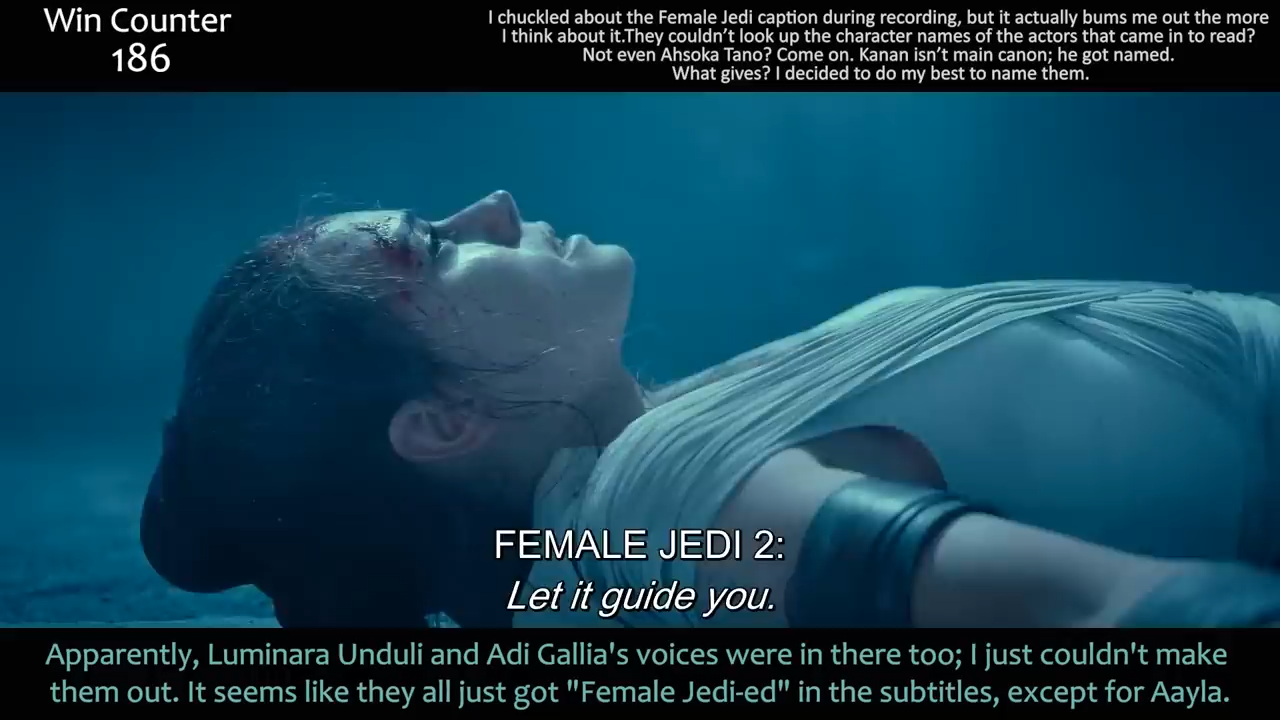 Win Counter
186
I chuckled about the Female Jedi caption during recording, but it actually bums me out the more
I think about it.They couldn’t look up the character names of the actors that came in to read?
Not even Ahsoka Tano? Come on. Kanan isn’t main canon; he got named.
What gives? I decided to do my best to name them.
FEMALE JEDI 2:
Let it guide you.
Apparently, Luminara Unduli and Adi Gallia's voices were in there too; I just couldn't make
them out. It seems like they all just got "Female Jedi-ed" in the subtitles, except for Aayla.